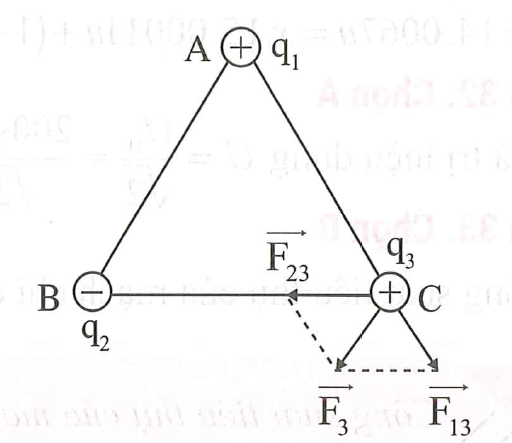 A + q₁
F₂₃
q₃
B − + C
q₂
F₃ F₁₃